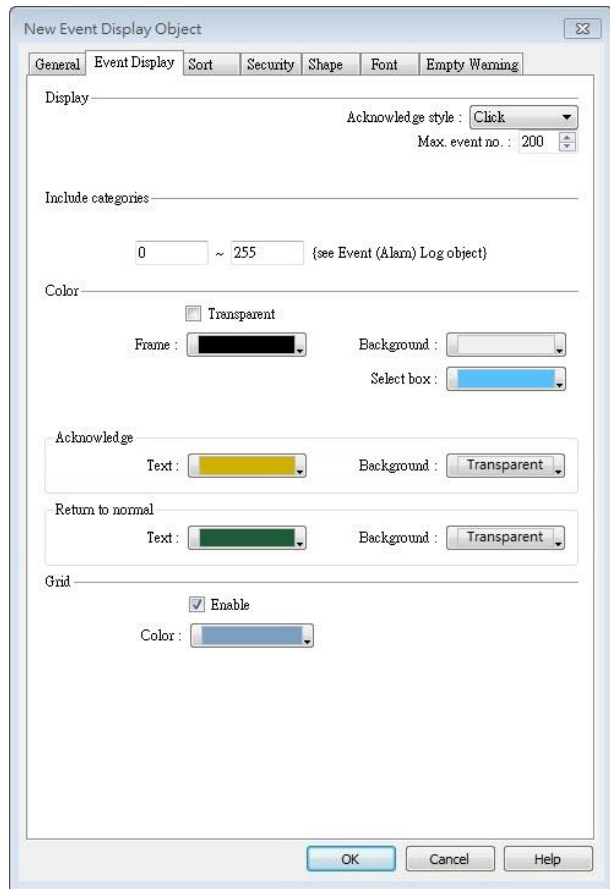 New Event Display Object
General Event Display Sort Security Shape Font Empty Warning
Display
Acknowledge style : Click
Max. event no. : 200
Include categories
0 ~ 255 {see Event (Alam) Log object}
Color
Transparent
Frame : Background :
Select box :
Acknowledge
Text : Background : Transparent
Return to normal
Text : Background : Transparent
Grid
Enable
Color :
OK Cancel Help